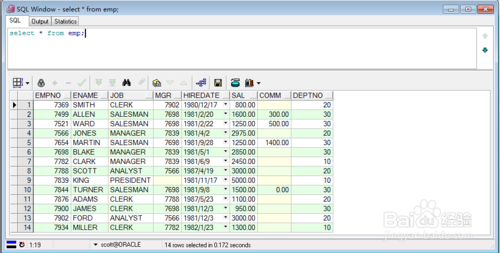 SQL Window - select * from emp;
SQL Output Statistics
select * from emp;
EMPNO ENAME JOB MGR HIREDATE SAL COMM DEPTNO
1 7369 SMITH CLERK 7902 1980/12/17 800.00 20
2 7499 ALLEN SALESMAN 7698 1981/2/20 1600.00 300.00 30
3 7521 WARD SALESMAN 7698 1981/2/22 1250.00 500.00 30
4 7566 JONES MANAGER 7839 1981/4/2 2975.00 20
5 7654 MARTIN SALESMAN 7698 1981/9/28 1250.00 1400.00 30
6 7698 BLAKE MANAGER 7839 1981/5/1 2850.00 30
7 7782 CLARK MANAGER 7839 1981/6/9 2450.00 10
8 7788 SCOTT ANALYST 7566 1987/4/19 3000.00 20
9 7839 KING PRESIDENT 1981/11/17 5000.00 10
10 7844 TURNER SALESMAN 7698 1981/9/8 1500.00 0.00 30
11 7876 ADAMS CLERK 7788 1987/5/23 1100.00 20
12 7900 JAMES CLERK 7698 1981/12/3 950.00 30
13 7902 FORD ANALYST 7566 1981/12/3 3000.00 20
14 7934 MILLER CLERK 7782 1982/1/23 1300.00 10
1:19 scott@ORACLE 14 rows selected in 0.172 seconds